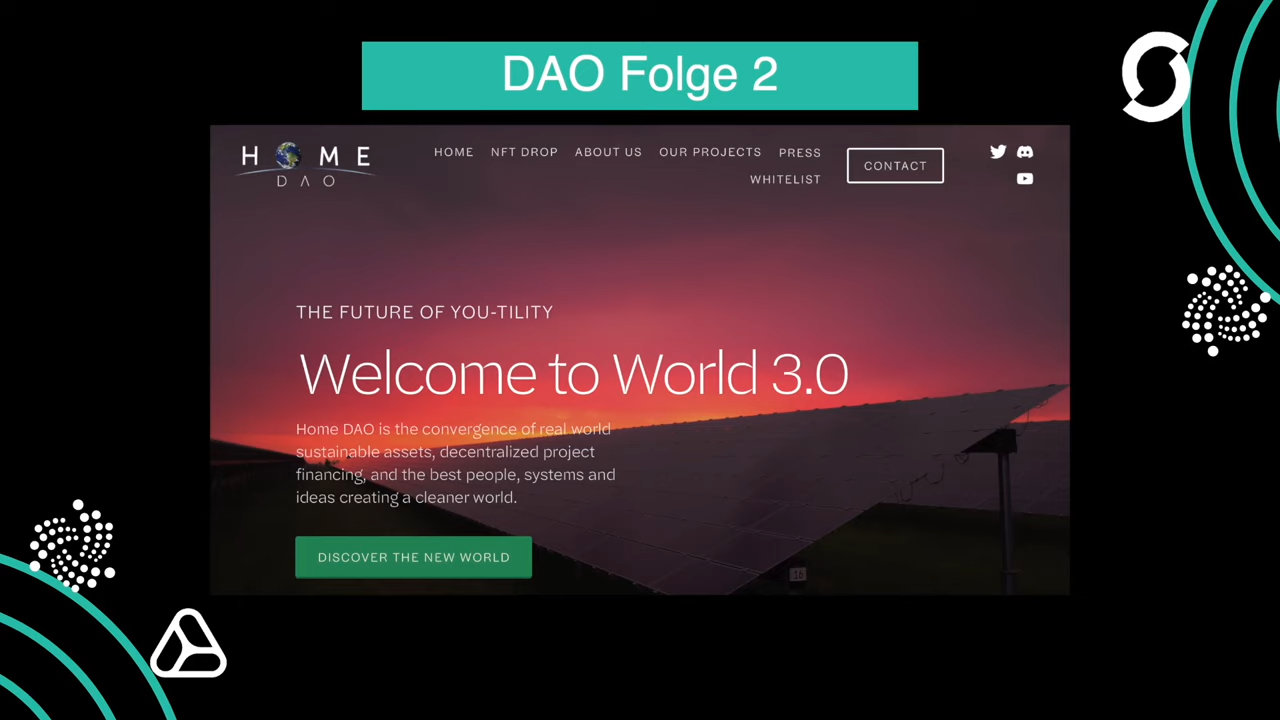 DAO Folge 2
HOME
DAO
HOME NFT DROP ABOUT US OUR PROJECTS PRESS
WHITELIST
CONTACT
THE FUTURE OF YOU-TILITY
Welcome to World 3.0
Home DAO is the convergence of real world
sustainable assets, decentralized project
financing, and the best people, systems and
ideas creating a cleaner world.
DISCOVER THE NEW WORLD